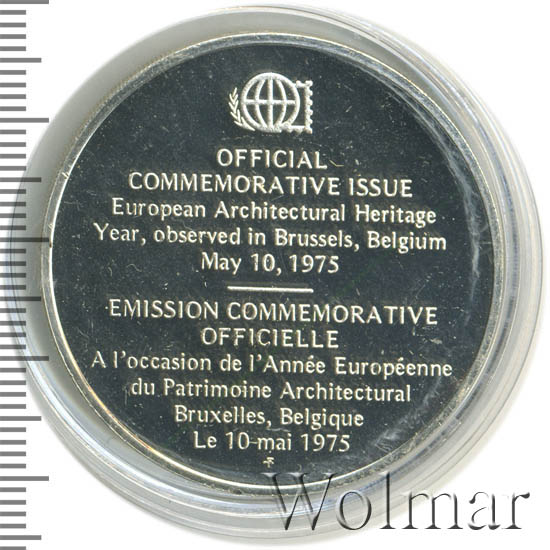 OFFICIAL
COMMEMORATIVE ISSUE
European Architectural Heritage
Year, observed in Brussels, Belgium
May 10, 1975
EMISSION COMMEMORATIVE
OFFICIELLE
A l'occasion de l'Année Européenne
du Patrimoine Architectural
Bruxelles, Belgique
Le 10 mai 1975
Wolmar